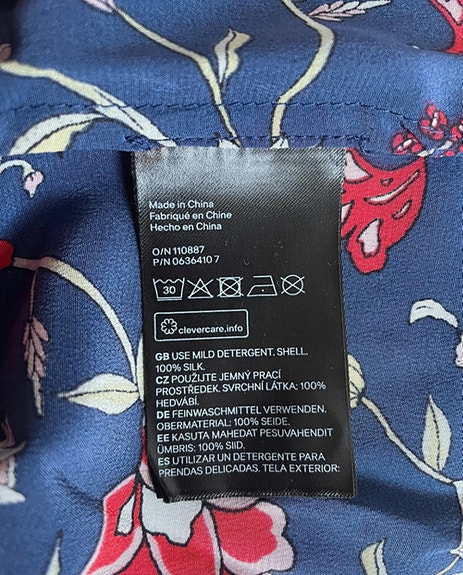 Made in China
Fabriqué en Chine
Hecho en China
O/N 110887
P/N 0636410 7
30
clevercare.info
GB USE MILD DETERGENT. SHELL.
100% SILK.
CZ POUŽIJTE JEMNÝ PRACÍ
PROSTŘEDEK. SVRCHNÍ LÁTKA: 100%
HEDVÁBÍ.
DE FEINWASCHMITTEL VERWENDEN.
OBERMATERIAL: 100% SEIDE.
EE KASUTA MAHEDAT PESUVAHENDIT
ÜMBRIS: 100% SIID.
ES UTILIZAR UN DETERGENTE PARA
PRENDAS DELICADAS. TELA EXTERIOR: